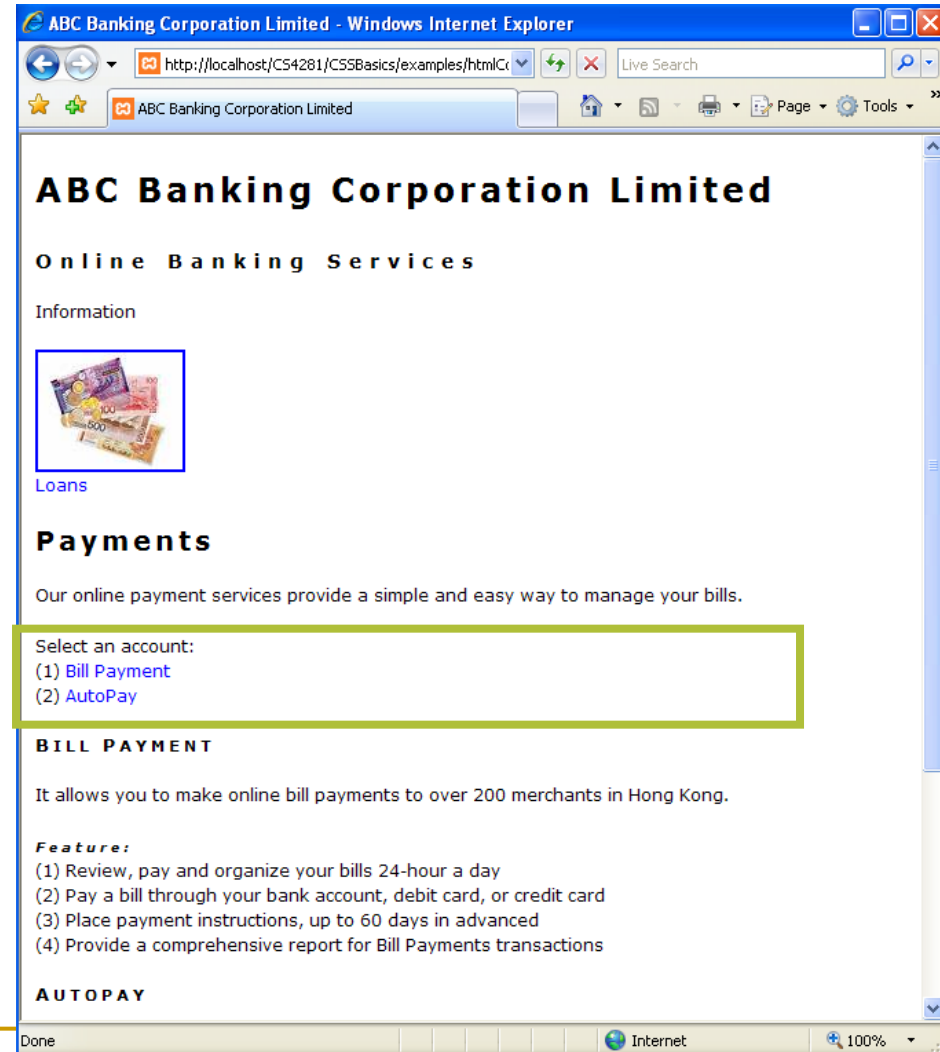 ABC Banking Corporation Limited - Windows Internet Explorer
http://localhost/CS4281/CSSBasics/examples/htmlCo
Live Search
ABC Banking Corporation Limited
Page
Tools
»
ABC Banking Corporation Limited
Online Banking Services
Information
100
100
500
Loans
Payments
Our online payment services provide a simple and easy way to manage your bills.
Select an account:
(1) Bill Payment
(2) AutoPay
BILL PAYMENT
It allows you to make online bill payments to over 200 merchants in Hong Kong.
Feature:
(1) Review, pay and organize your bills 24-hour a day
(2) Pay a bill through your bank account, debit card, or credit card
(3) Place payment instructions, up to 60 days in advanced
(4) Provide a comprehensive report for Bill Payments transactions
AUTOPAY
Done
Internet
100%